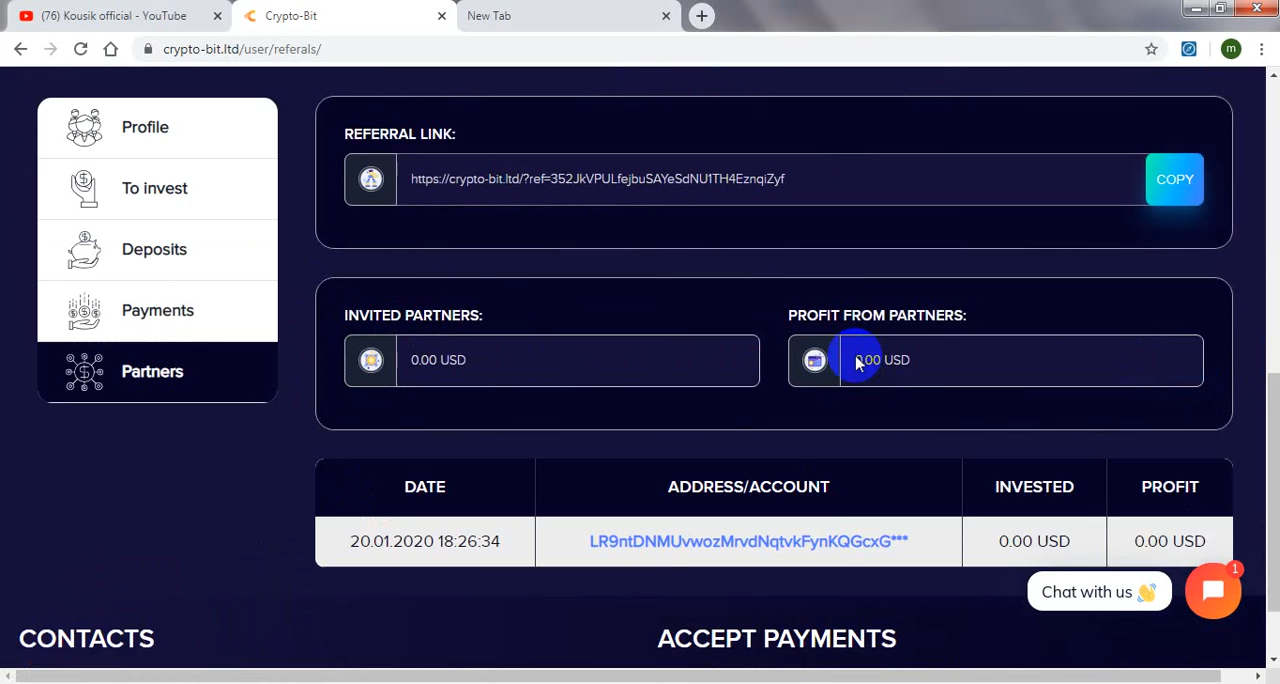 (76) Kousik official - YouTube
Crypto-Bit
New Tab
crypto-bit.ltd/user/referals/
m
Profile
To invest
Deposits
Payments
Partners
REFERRAL LINK:
https://crypto-bit.ltd/?ref=352JkVPULfejbuSAYeSdNU1TH4EznqiZyf
COPY
INVITED PARTNERS:
PROFIT FROM PARTNERS:
0.00 USD
0.00 USD
DATE
ADDRESS/ACCOUNT
INVESTED
PROFIT
20.01.2020 18:26:34
LR9ntDNMUvwozMrvdNqtvkFynKQGcxG***
0.00 USD
0.00 USD
Chat with us 👋
1
CONTACTS
ACCEPT PAYMENTS